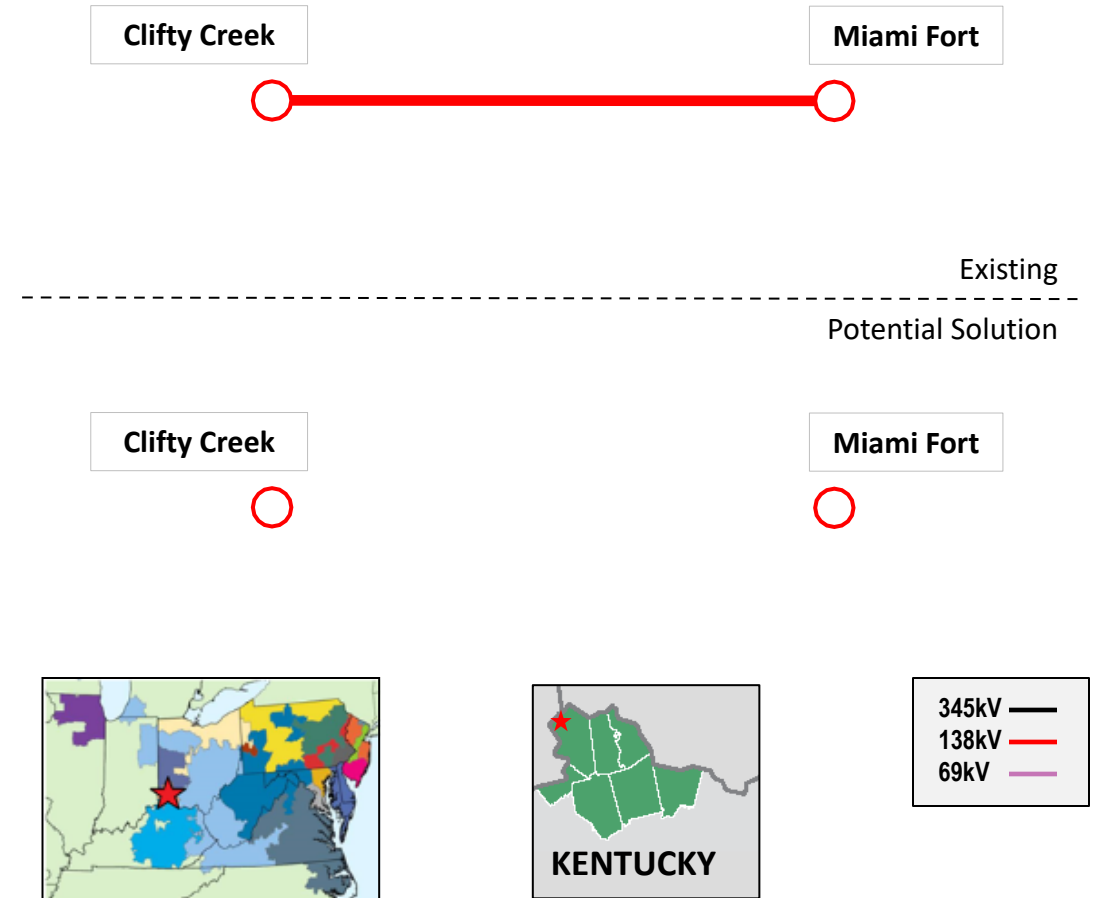 Clifty Creek
Miami Fort
Existing
Potential Solution
Clifty Creek
Miami Fort
KENTUCKY
345kV
138kV
69kV